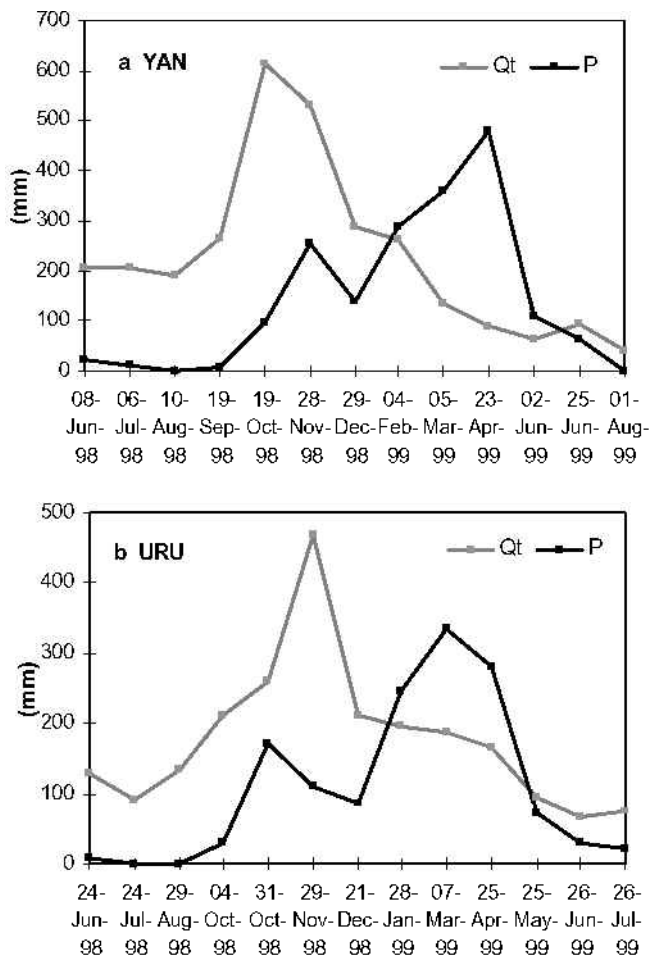 700
600
500
400
300
200
100
0
(mm)
a YAN
Qt P
08- 06- 10- 19- 19- 28- 29- 04- 05- 23- 02- 25- 01-
Jun- Jul- Aug- Sep- Oct- Nov- Dec- Feb- Mar- Apr- Jun- Jun- Aug-
98 98 98 98 98 98 98 99 99 99 99 99 99
500
400
300
200
100
0
(mm)
b URU
Qt P
24- 24- 29- 04- 31- 29- 21- 28- 07- 25- 25- 26- 26-
Jun- Jul- Aug- Oct- Oct- Nov- Dec- Jan- Mar- Apr- May- Jun- Jul-
98 98 98 98 98 98 98 99 99 99 99 99 99